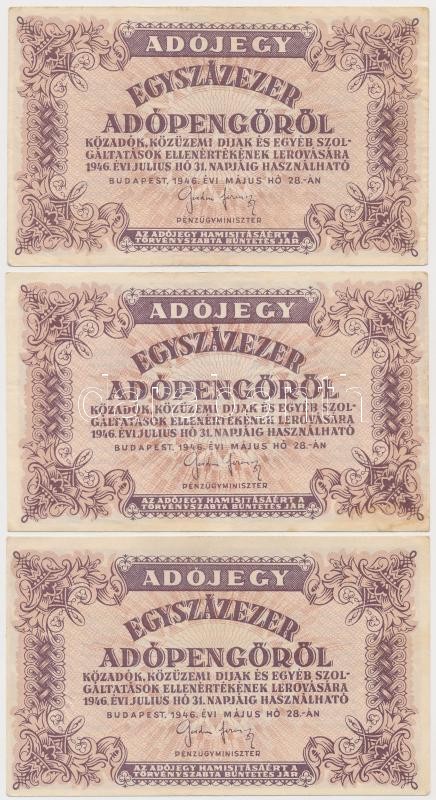 ADÓJEGY
EGYSZÁZEZER
ADÓPENGŐRŐL
KÖZADÓK, KÖZÜZEMI DIJAK ÉS EGYÉB SZOL-
GÁLTATÁSOK ELLENÉRTÉKÉNEK LEROVÁSÁRA
1946. ÉVI JULIUS HÓ 31. NAPJÁIG HASZNÁLHATÓ
BUDAPEST, 1946. ÉVI MÁJUS HÓ 28.-ÁN
PÉNZÜGYMINISZTER
AZ ADÓJEGY HAMISITÁSÁÉRT A
TÖRVÉNYSZABTA BÜNTETÉS JÁR
ADÓJEGY
EGYSZÁZEZER
ADÓPENGŐRŐL
KÖZADÓK, KÖZÜZEMI DIJAK ÉS EGYÉB SZOL-
GÁLTATÁSOK ELLENÉRTÉKÉNEK LEROVÁSÁRA
1946. ÉVI JULIUS HÓ 31. NAPJÁIG HASZNÁLHATÓ
BUDAPEST, 1946. ÉVI MÁJUS HÓ 28.-ÁN
PÉNZÜGYMINISZTER
AZ ADÓJEGY HAMISITÁSÁÉRT A
TÖRVÉNYSZABTA BÜNTETÉS JÁR
ADÓJEGY
EGYSZÁZEZER
ADÓPENGŐRŐL
KÖZADÓK, KÖZÜZEMI DIJAK ÉS EGYÉB SZOL-
GÁLTATÁSOK ELLENÉRTÉKÉNEK LEROVÁSÁRA
1946. ÉVI JULIUS HÓ 31. NAPJÁIG HASZNÁLHATÓ
BUDAPEST, 1946. ÉVI MÁJUS HÓ 28.-ÁN
PÉNZÜGYMINISZTER
AZ ADÓJEGY HAMISITÁSÁÉRT A
TÖRVÉNYSZABTA BÜNTETÉS JÁR